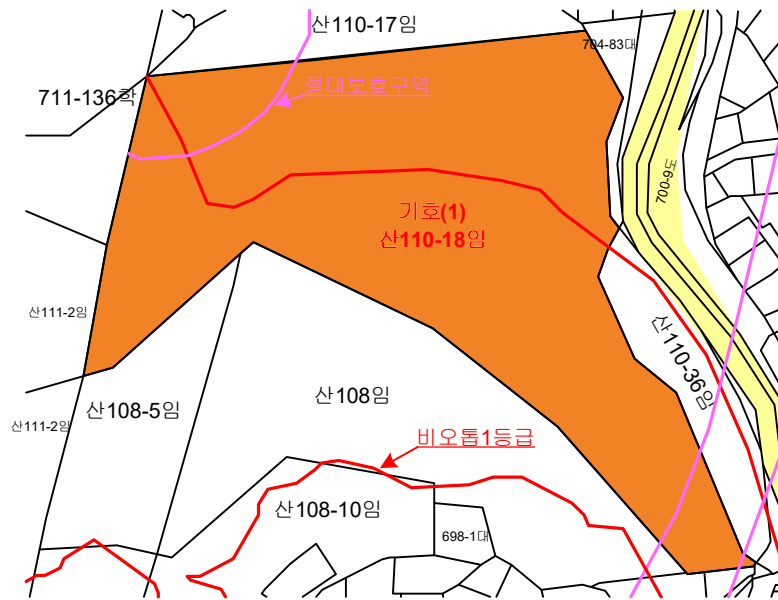 산110-17임
704-83대
711-136학
절대보호구역
700-9도
기호(1)
산110-18임
산111-2임
산110-36임
산108-5임
산108임
산111-2임
비오톱1등급
산108-10임
698-1대